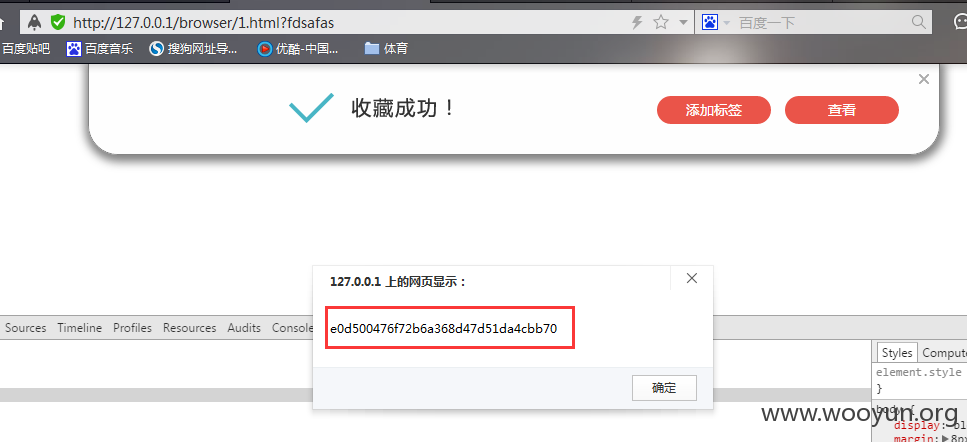 http://127.0.0.1/browser/1.html?fdsafas
百度一下
百度贴吧 百度音乐 搜狗网址导... 优酷-中国... 体育
收藏成功！ 添加标签 查看
127.0.0.1 上的网页显示：
e0d500476f72b6a368d47d51da4cbb70
确定
Sources Timeline Profiles Resources Audits Console
Styles Compute
element.style
}
body {
display: bl
margin:▶8px
www.wooyun.org